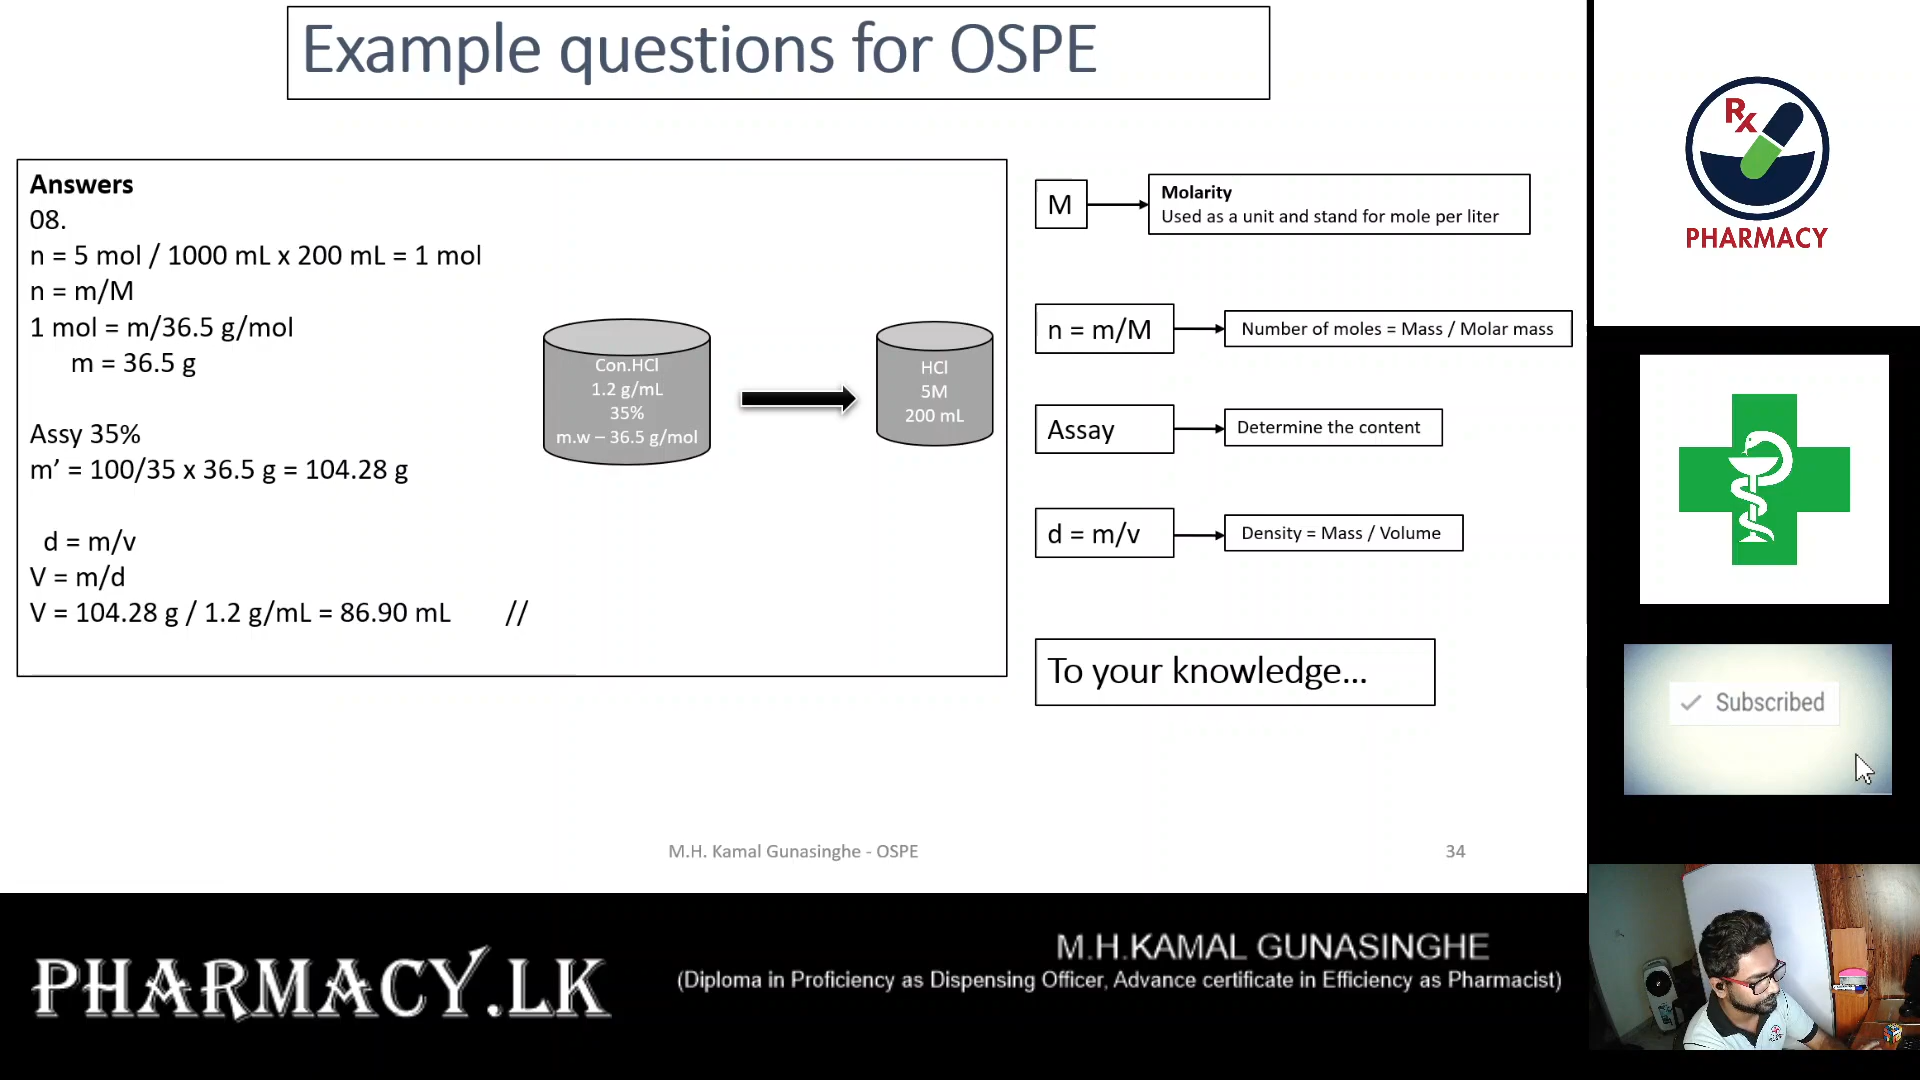 Example questions for OSPE
Answers
08.
n = 5 mol / 1000 mL x 200 mL = 1 mol
n = m/M
1 mol = m/36.5 g/mol
m = 36.5 g
Assy 35%
m’ = 100/35 x 36.5 g = 104.28 g
d = m/v
V = m/d
V = 104.28 g / 1.2 g/mL = 86.90 mL //
Con.HCl
1.2 g/mL
35%
m.w – 36.5 g/mol
HCl
5M
200 mL
M
Molarity
Used as a unit and stand for mole per liter
n = m/M
Number of moles = Mass / Molar mass
Assay
Determine the content
d = m/v
Density = Mass / Volume
To your knowledge...
M.H. Kamal Gunasinghe - OSPE
34
Rx
PHARMACY
Subscribed
PHARMACY.LK
M.H.KAMAL GUNASINGHE
(Diploma in Proficiency as Dispensing Officer, Advance certificate in Efficiency as Pharmacist)